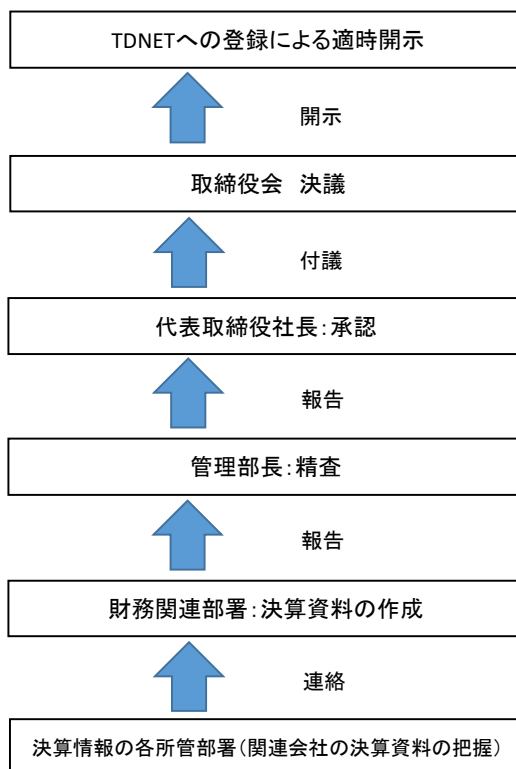 TDNETへの登録による適時開示
開示
取締役会 決議
付議
代表取締役社長：承認
報告
管理部長：精査
報告
財務関連部署：決算資料の作成
連絡
決算情報の各所管部署（関連会社の決算資料の把握）